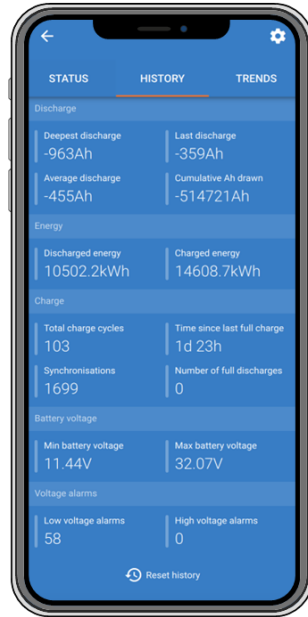 STATUS HISTORY TRENDS
Discharge
Deepest discharge Last discharge
-963Ah -359Ah
Average discharge Cumulative Ah drawn
-455Ah -514721Ah
Energy
Discharged energy Charged energy
10502.2kWh 14608.7kWh
Charge
Total charge cycles Time since last full charge
103 1d 23h
Synchronisations Number of full discharges
1699 0
Battery voltage
Min battery voltage Max battery voltage
11.44V 32.07V
Voltage alarms
Low voltage alarms High voltage alarms
58 0
Reset history